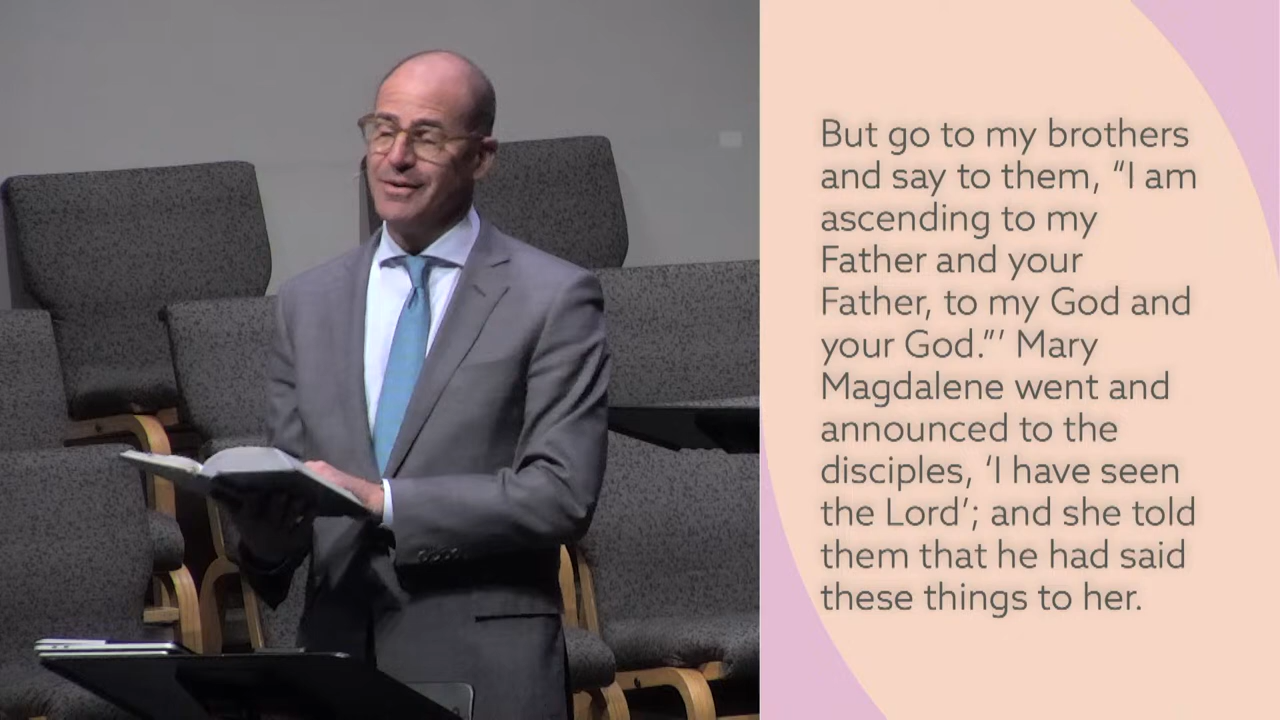 But go to my brothers
and say to them, “I am
ascending to my
Father and your
Father, to my God and
your God.”’ Mary
Magdalene went and
announced to the
disciples, ‘I have seen
the Lord’; and she told
them that he had said
these things to her.